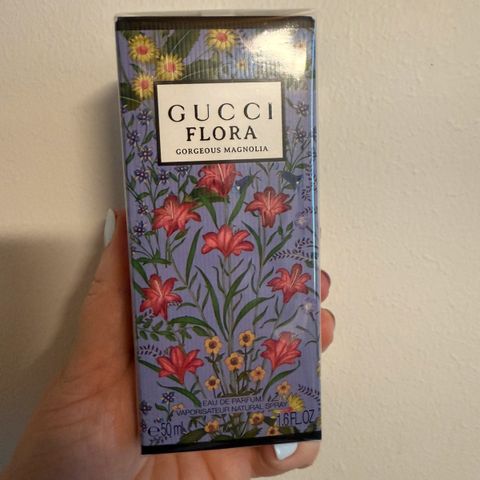 GUCCI
FLORA
GORGEOUS MAGNOLIA
EAU DE PARFUM
VAPORISATEUR NATURAL SPRAY
℮50 ml 1.6 FL.OZ